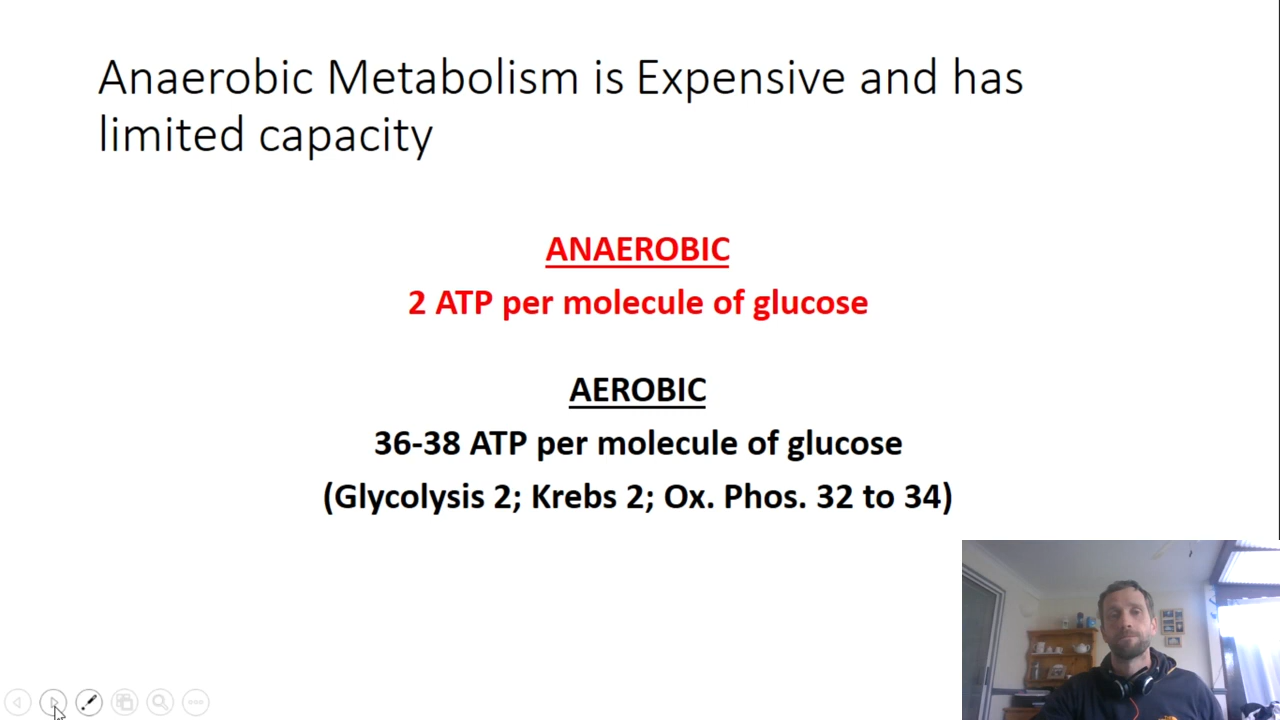 Anaerobic Metabolism is Expensive and has
limited capacity
ANAEROBIC
2 ATP per molecule of glucose
AEROBIC
36-38 ATP per molecule of glucose
(Glycolysis 2; Krebs 2; Ox. Phos. 32 to 34)